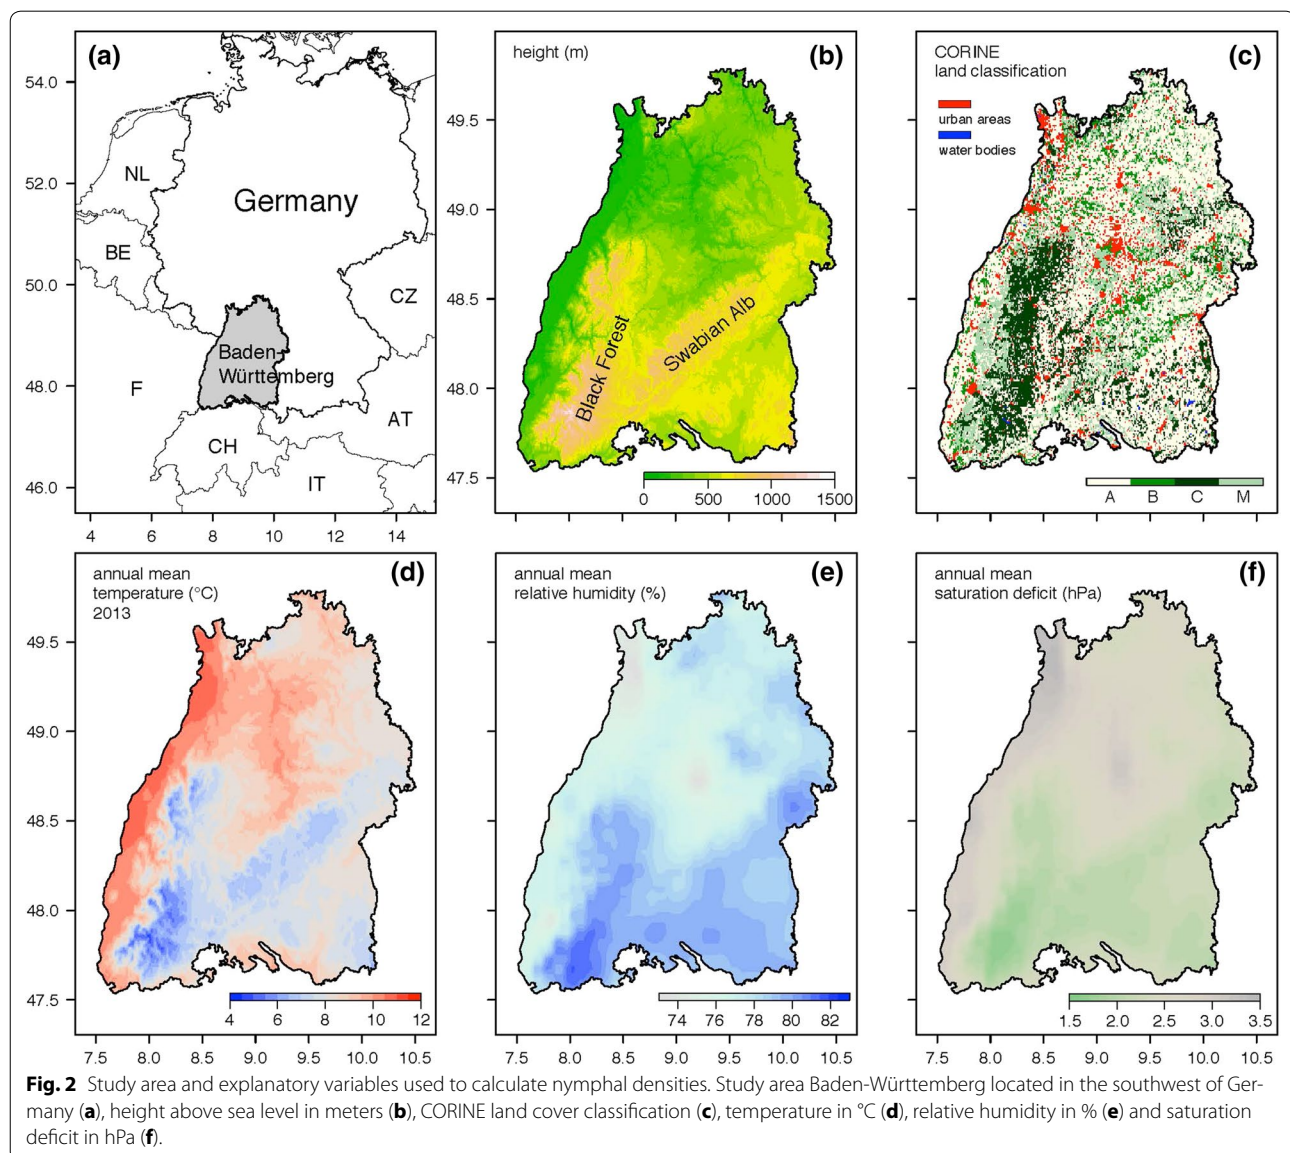 (a)
54.0
52.0
50.0
48.0
46.0
NL
BE
F
Germany
CZ
Baden-
Württemberg
AT
CH
IT
4 6 8 10 12 14
height (m)
(b)
49.5
49.0
48.5
48.0
47.5
Black Forest
Swabian Alb
0 500 1000 1500
CORINE
land classification
(c)
urban areas
water bodies
A B C M
annual mean
temperature (°C)
2013
(d)
49.5
49.0
48.5
48.0
47.5
4 6 8 10 12
7.5 8.0 8.5 9.0 9.5 10.0 10.5
annual mean
relative humidity (%)
(e)
74 76 78 80 82
7.5 8.0 8.5 9.0 9.5 10.0 10.5
annual mean
saturation deficit (hPa)
(f)
1.5 2.0 2.5 3.0 3.5
7.5 8.0 8.5 9.0 9.5 10.0 10.5
Fig. 2 Study area and explanatory variables used to calculate nymphal densities. Study area Baden-Württemberg located in the southwest of Ger-
many (a), height above sea level in meters (b), CORINE land cover classification (c), temperature in °C (d), relative humidity in % (e) and saturation
deficit in hPa (f).